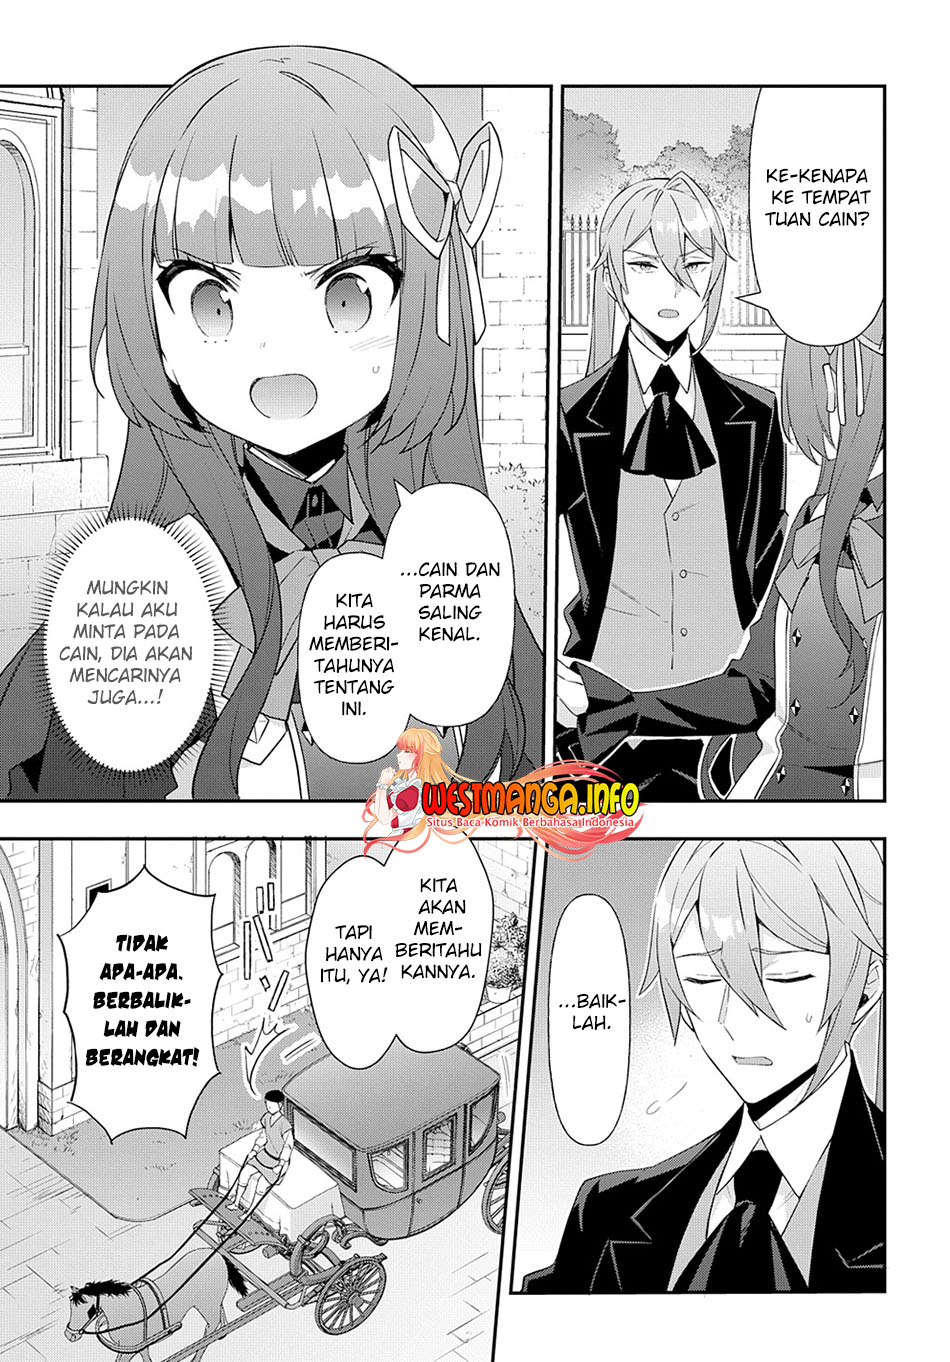 KE-KENAPA
KE TEMPAT
TUAN CAIN?
...CAIN DAN
PARMA
SALING
KENAL.
KITA
HARUS
MEMBERI-
TAHUNYA
TENTANG
INI.
MUNGKIN
KALAU AKU
MINTA PADA
CAIN, DIA AKAN
MENCARINYA
JUGA...!
WESTMANGA.INFO
Situs Baca Komik Berbahasa Indonesia
...BAIK-
LAH.
KITA
AKAN
MEM-
BERITAHU
KANNYA.
TAPI
HANYA
ITU, YA!
TIDAK
APA-APA.
BERBALIK-
LAH DAN
BERANGKAT!